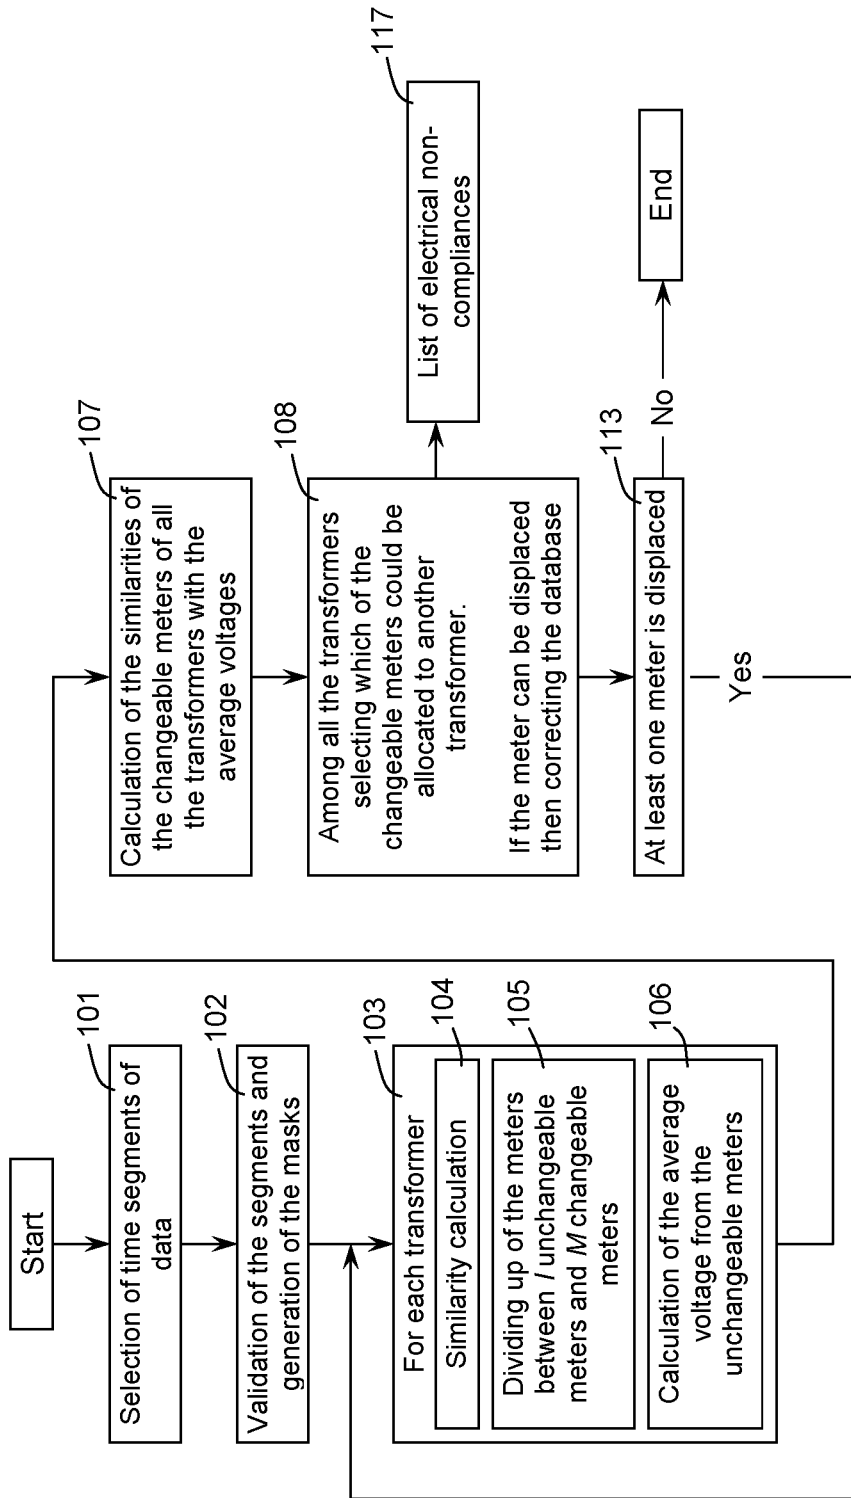 Start
101
Selection of time segments of
data
102
Validation of the segments and
generation of the masks
103
For each transformer
104
Similarity calculation
105
Dividing up of the meters
between I unchangeable
meters and M changeable
meters
106
Calculation of the average
voltage from the
unchangeable meters
107
Calculation of the similarities of
the changeable meters of all
the transformers with the
average voltages
108
Among all the transformers
selecting which of the
changeable meters could be
allocated to another
transformer.
If the meter can be displaced
then correcting the database
117
List of electrical non-
compliances
113
At least one meter is displaced
No
End
Yes